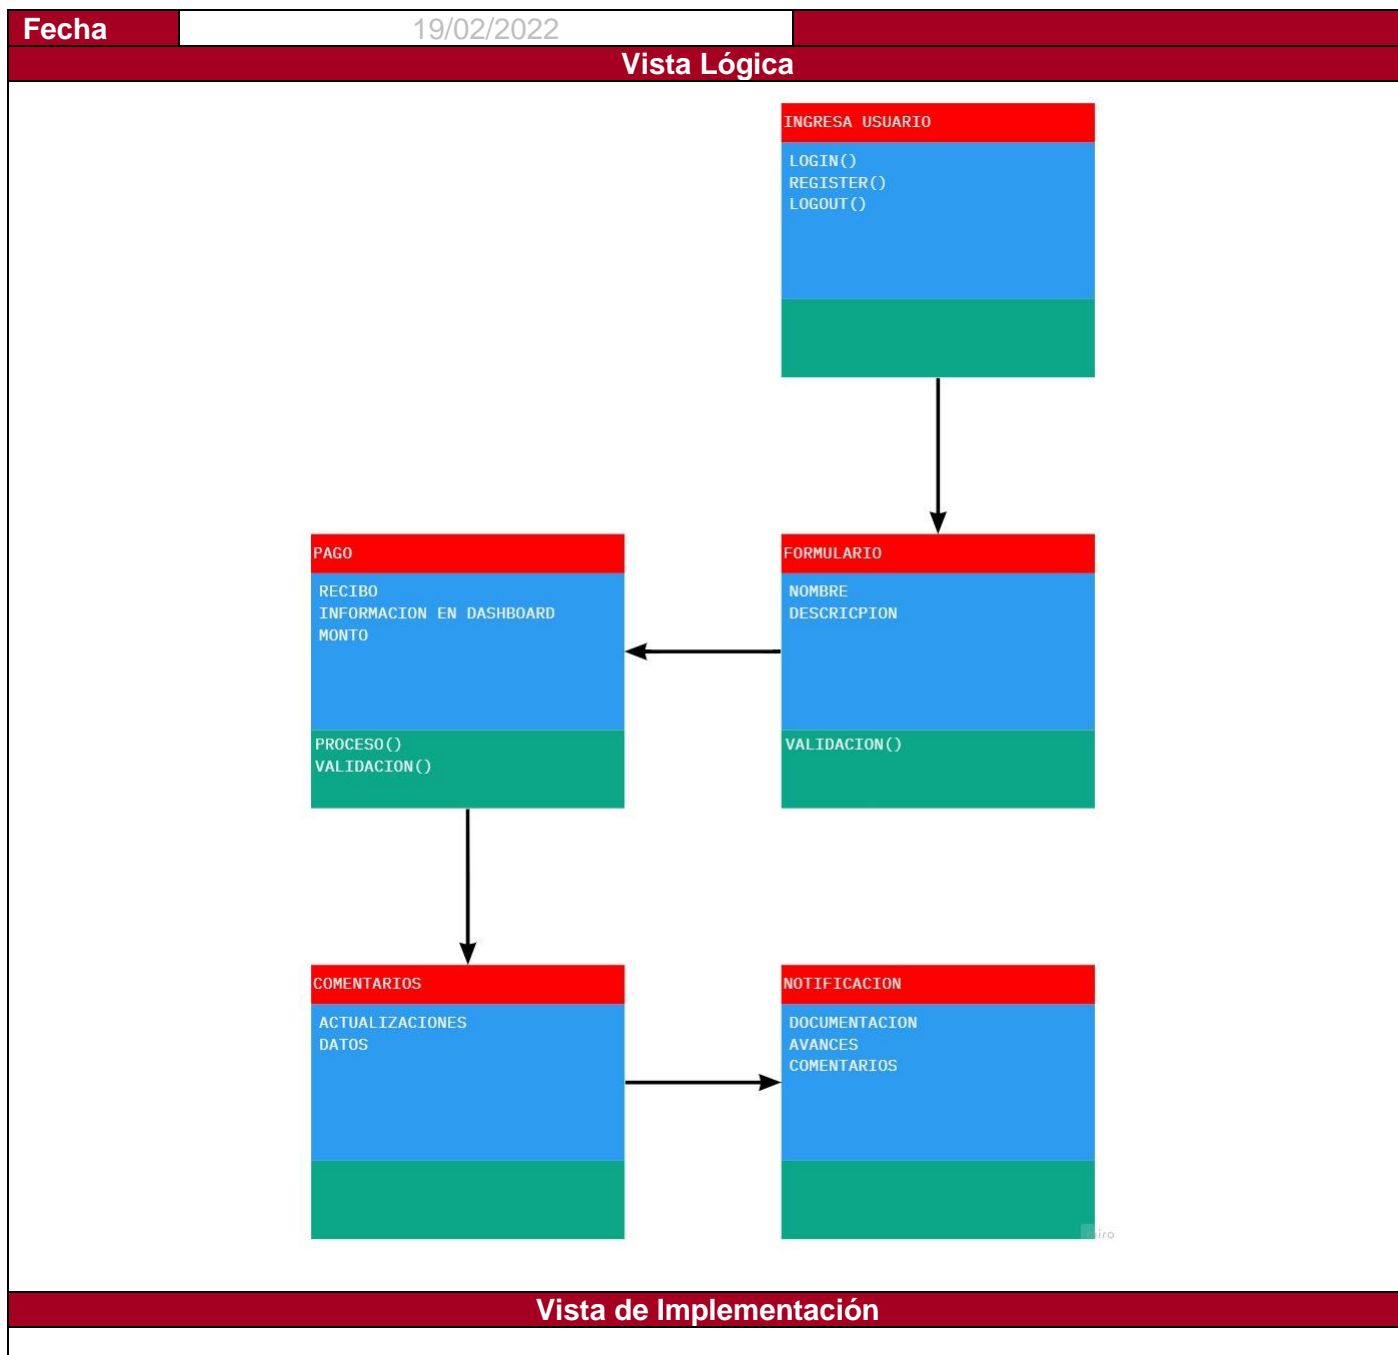 Fecha 19/02/2022
Vista Lógica
INGRESA USUARIO
LOGIN()
REGISTER()
LOGOUT()
PAGO
RECIBO
INFORMACION EN DASHBOARD
MONTO
PROCESO()
VALIDACION()
FORMULARIO
NOMBRE
DESCRICPION
VALIDACION()
COMENTARIOS
ACTUALIZACIONES
DATOS
NOTIFICACION
DOCUMENTACION
AVANCES
COMENTARIOS
miro
Vista de Implementación